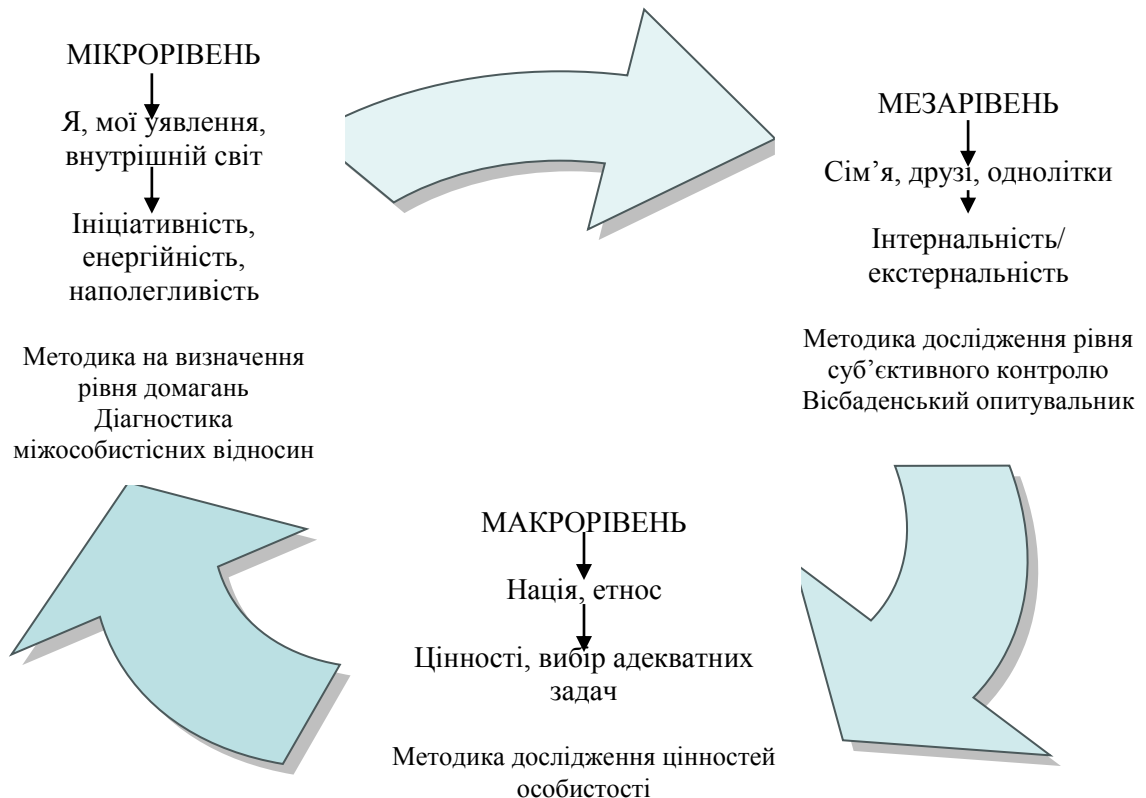 МІКРОРІВЕНЬ
Я, мої уявлення,
внутрішній світ
Ініціативність,
енергійність,
наполегливість
Методика на визначення
рівня домагань
Діагностика
міжособистісних відносин
МЕЗАРІВЕНЬ
Сім’я, друзі, однолітки
Інтернальність/
екстернальність
Методика дослідження рівня
суб’єктивного контролю
Вісбаденський опитувальник
МАКРОРІВЕНЬ
Нація, етнос
Цінності, вибір адекватних
задач
Методика дослідження цінностей
особистості